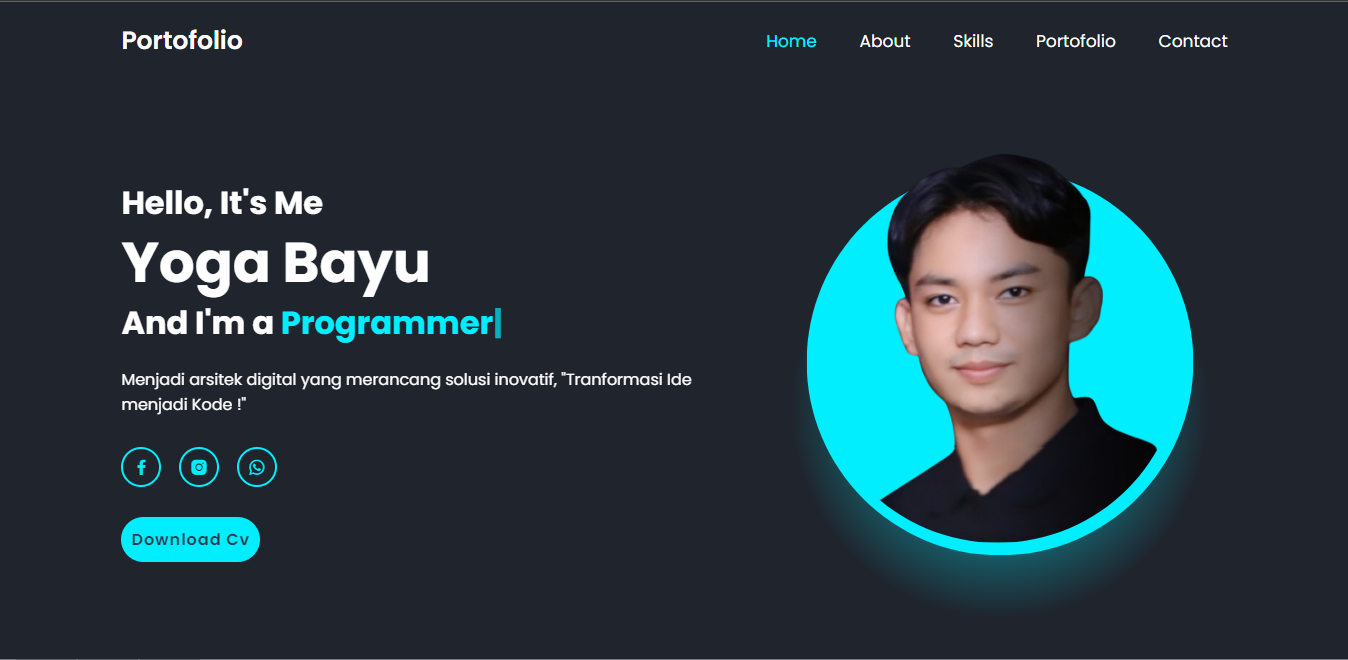 Portofolio
Home About Skills Portofolio Contact
Hello, It's Me
Yoga Bayu
And I'm a Programmer|
Menjadi arsitek digital yang merancang solusi inovatif, "Tranformasi Ide
menjadi Kode !"
Download Cv